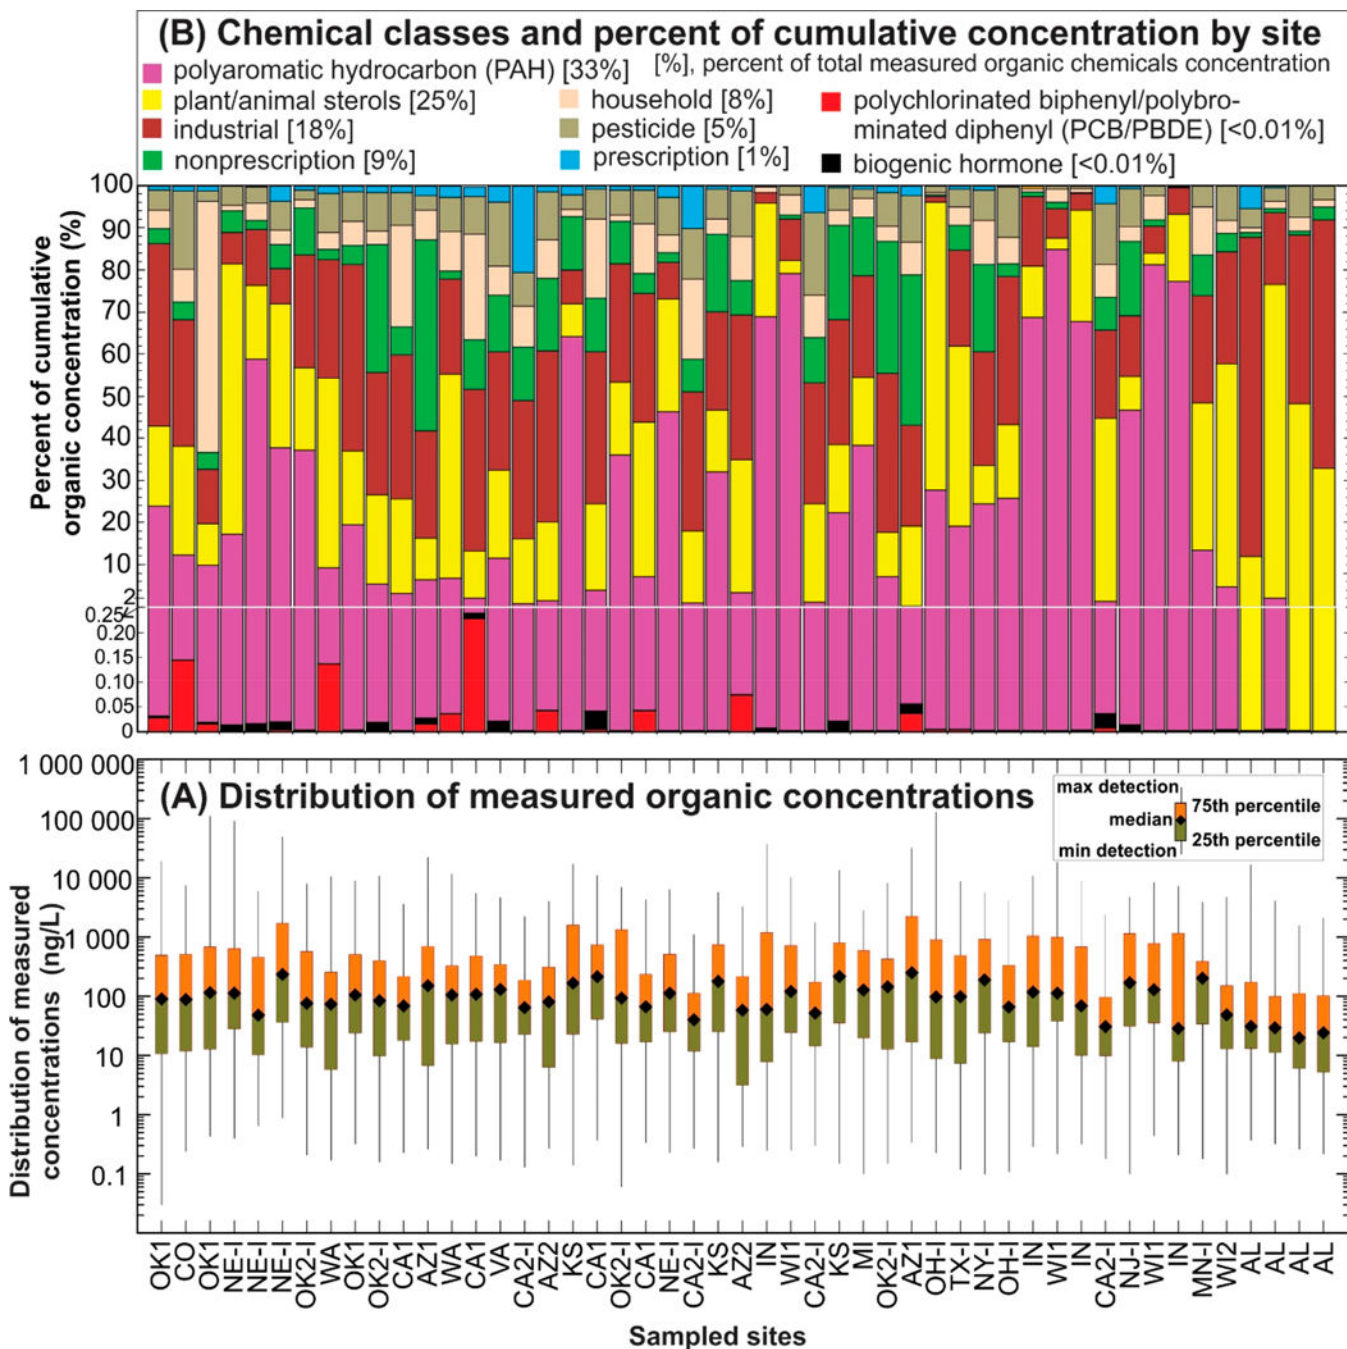 (B) Chemical classes and percent of cumulative concentration by site
polyaromatic hydrocarbon (PAH) [33%] [%], percent of total measured organic chemicals concentration
plant/animal sterols [25%] household [8%] polychlorinated biphenyl/polybro-
industrial [18%] pesticide [5%] minated diphenyl (PCB/PBDE) [<0.01%]
nonprescription [9%] prescription [1%] biogenic hormone [<0.01%]
Percent of cumulative
organic concentration (%)
100
90
80
70
60
50
40
30
20
10
2
0.25
0.20
0.15
0.10
0.05
0
(A) Distribution of measured organic concentrations
max detection
75th percentile
median
25th percentile
min detection
Distribution of measured
concentrations (ng/L)
1 000 000
100 000
10 000
1 000
100
10
1
0.1
OK1
CO
OK1
NE-I
NE-I
NE-I
OK2-I
WA
OK1
OK2-I
CA1
AZ1
WA
CA1
VA
CA2-I
AZ2
KS
CA1
OK2-I
CA1
NE-I
CA2-I
KS
AZ2
IN
WI1
CA2-I
KS
MI
OK2-I
AZ1
OH-I
TX-I
NY-I
OH-I
IN
WI1
IN
CA2-I
NJ-I
WI1
IN
MN-I
WI2
AL
AL
AL
AL
Sampled sites